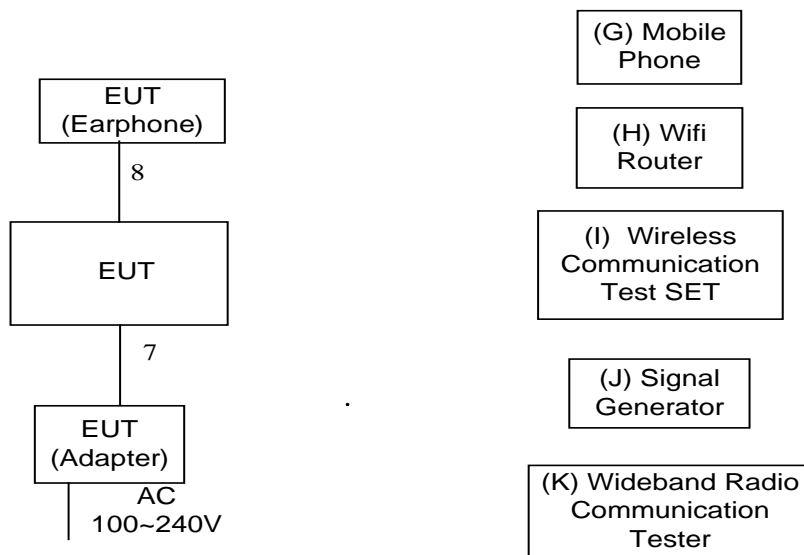 EUT
(Earphone)
8
EUT
7
EUT
(Adapter)
AC
100~240V
(G) Mobile
Phone
(H) Wifi
Router
(I) Wireless
Communication
Test SET
(J) Signal
Generator
(K) Wideband Radio
Communication
Tester